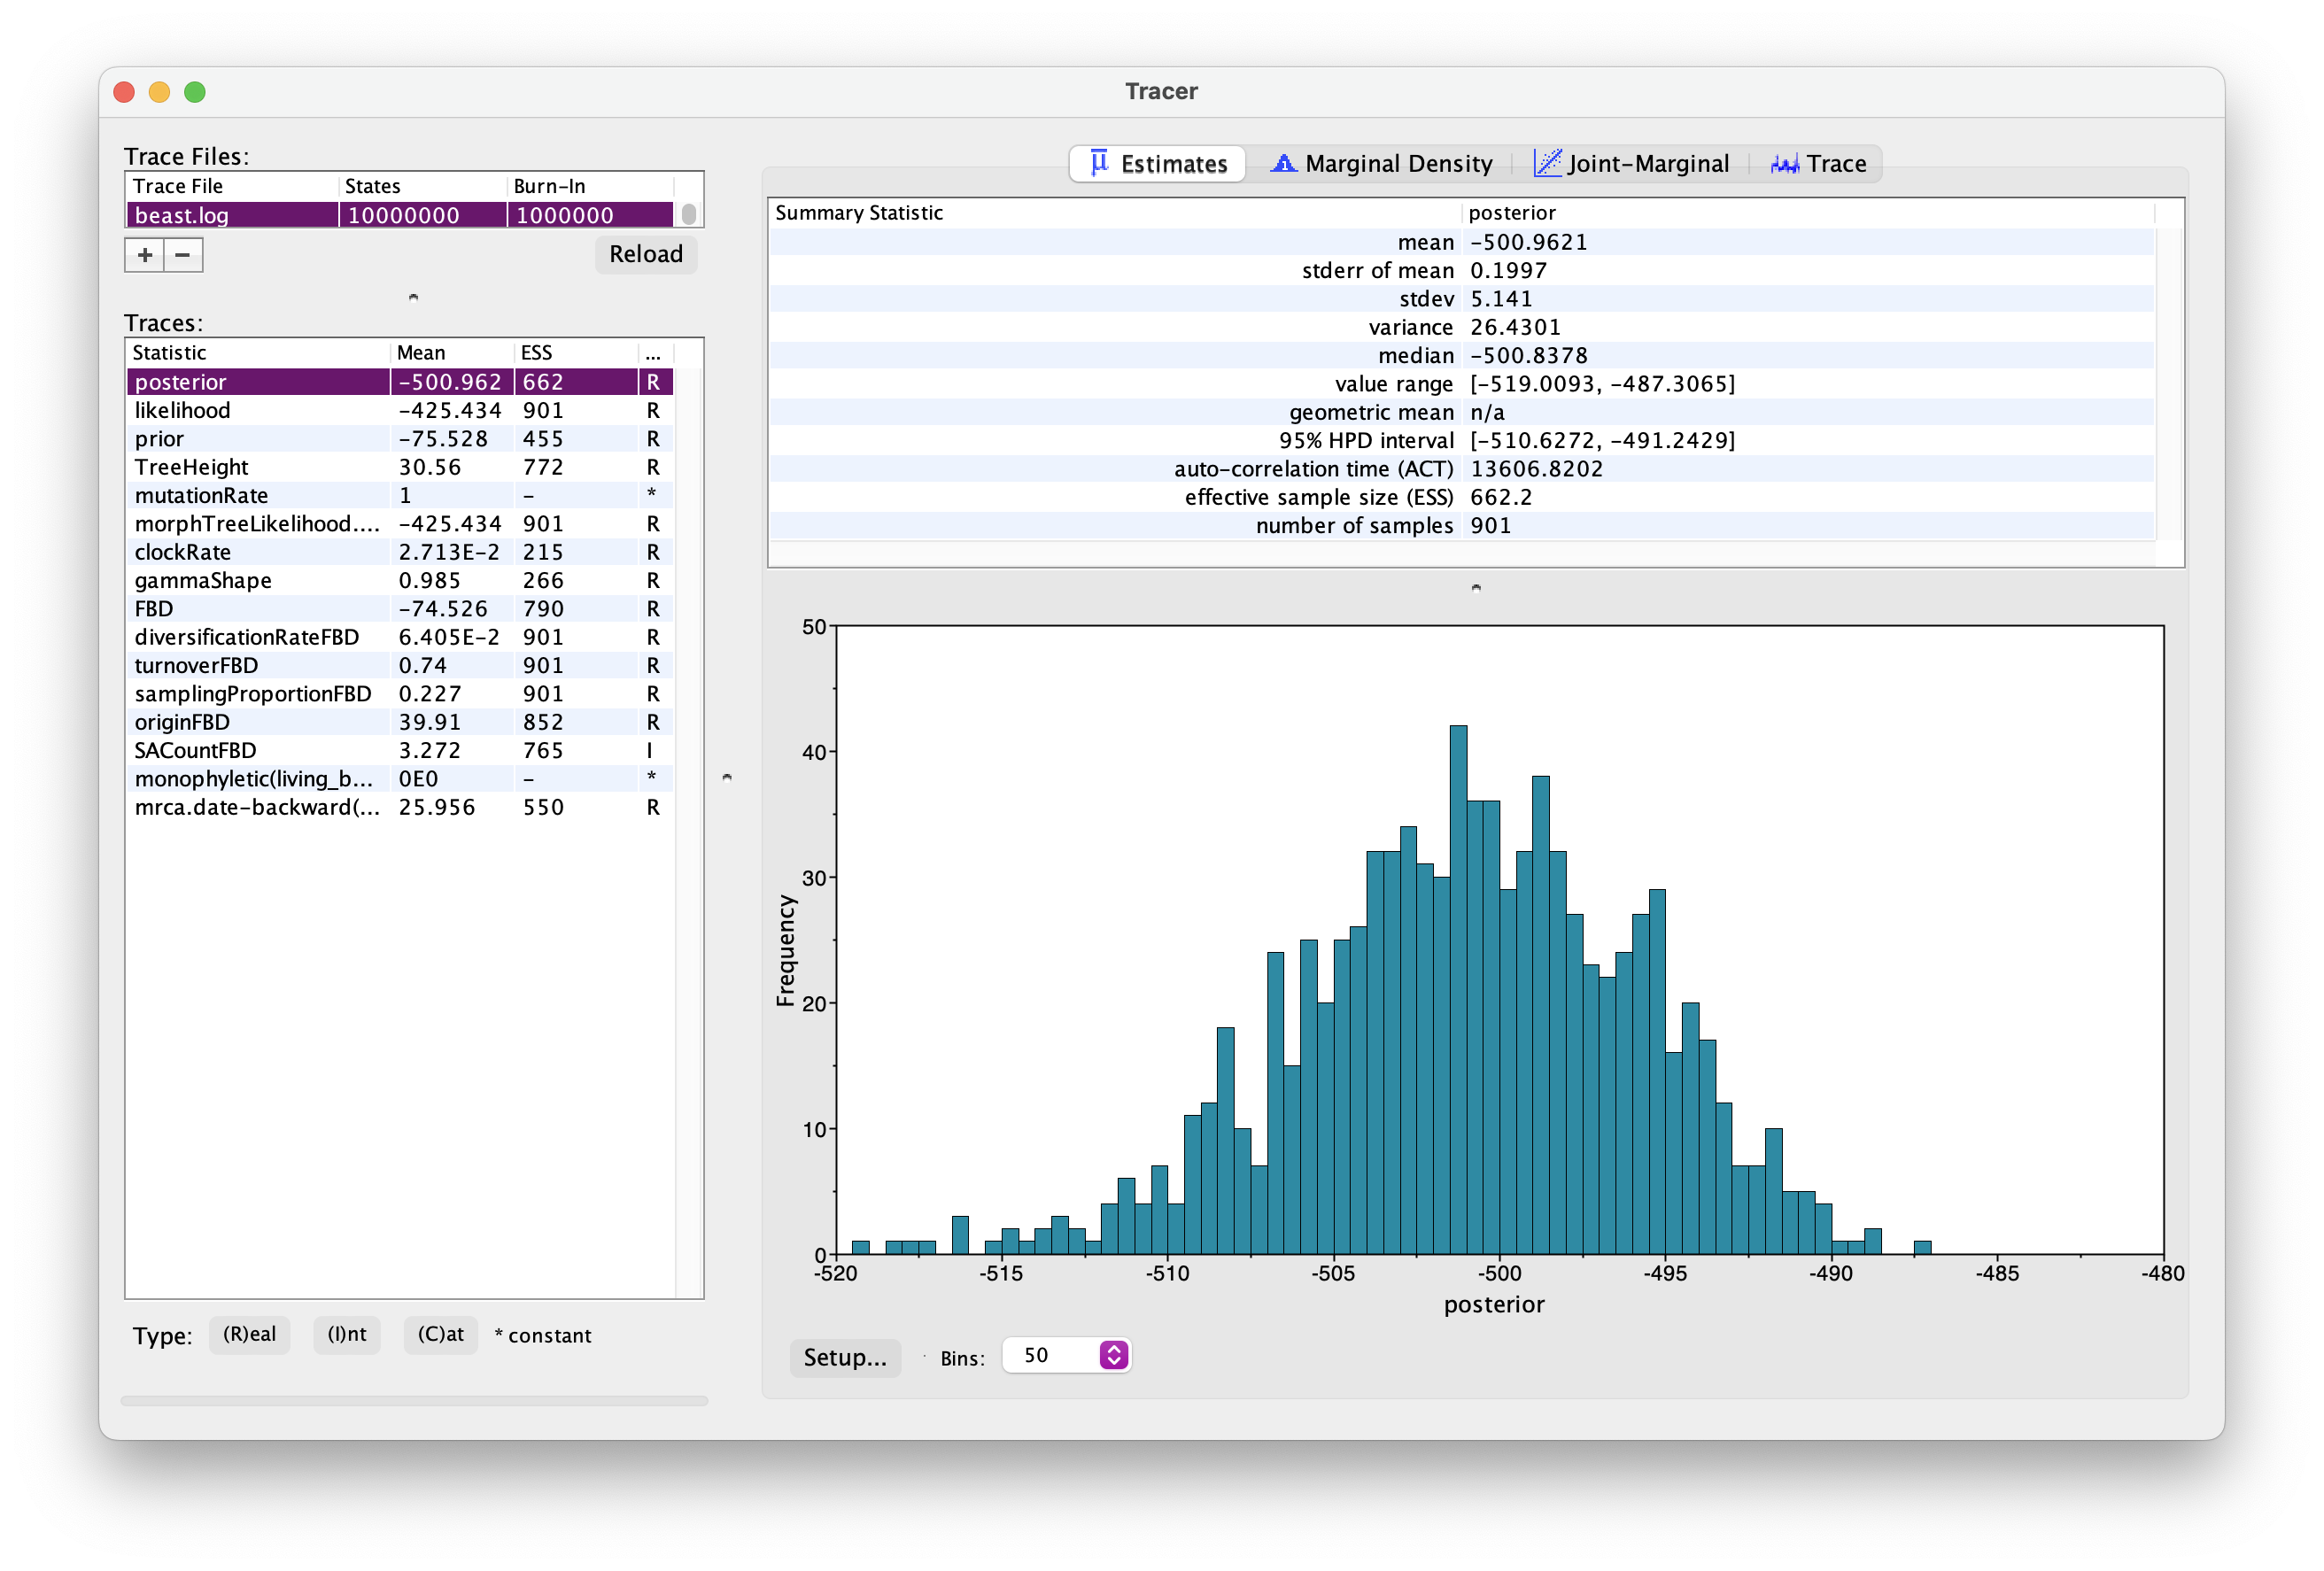 Tracer
Trace Files:
Trace File States Burn-In
beast.log 10000000 1000000
+ −
Reload
Traces:
Statistic Mean ESS ...
posterior -500.962 662 R
likelihood -425.434 901 R
prior -75.528 455 R
TreeHeight 30.56 772 R
mutationRate 1 - *
morphTreeLikelihood.... -425.434 901 R
clockRate 2.713E-2 215 R
gammaShape 0.985 266 R
FBD -74.526 790 R
diversificationRateFBD 6.405E-2 901 R
turnoverFBD 0.74 901 R
samplingProportionFBD 0.227 901 R
originFBD 39.91 852 R
SACountFBD 3.272 765 I
monophyletic(living_b... 0E0 - *
mrca.date-backward(... 25.956 550 R
Type: (R)eal (I)nt (C)at * constant
μ Estimates Marginal Density Joint-Marginal Trace
Summary Statistic posterior
mean -500.9621
stderr of mean 0.1997
stdev 5.141
variance 26.4301
median -500.8378
value range [-519.0093, -487.3065]
geometric mean n/a
95% HPD interval [-510.6272, -491.2429]
auto-correlation time (ACT) 13606.8202
effective sample size (ESS) 662.2
number of samples 901
50
40
30
20
10
0
Frequency
-520 -515 -510 -505 -500 -495 -490 -485 -480
posterior
Setup... Bins: 50